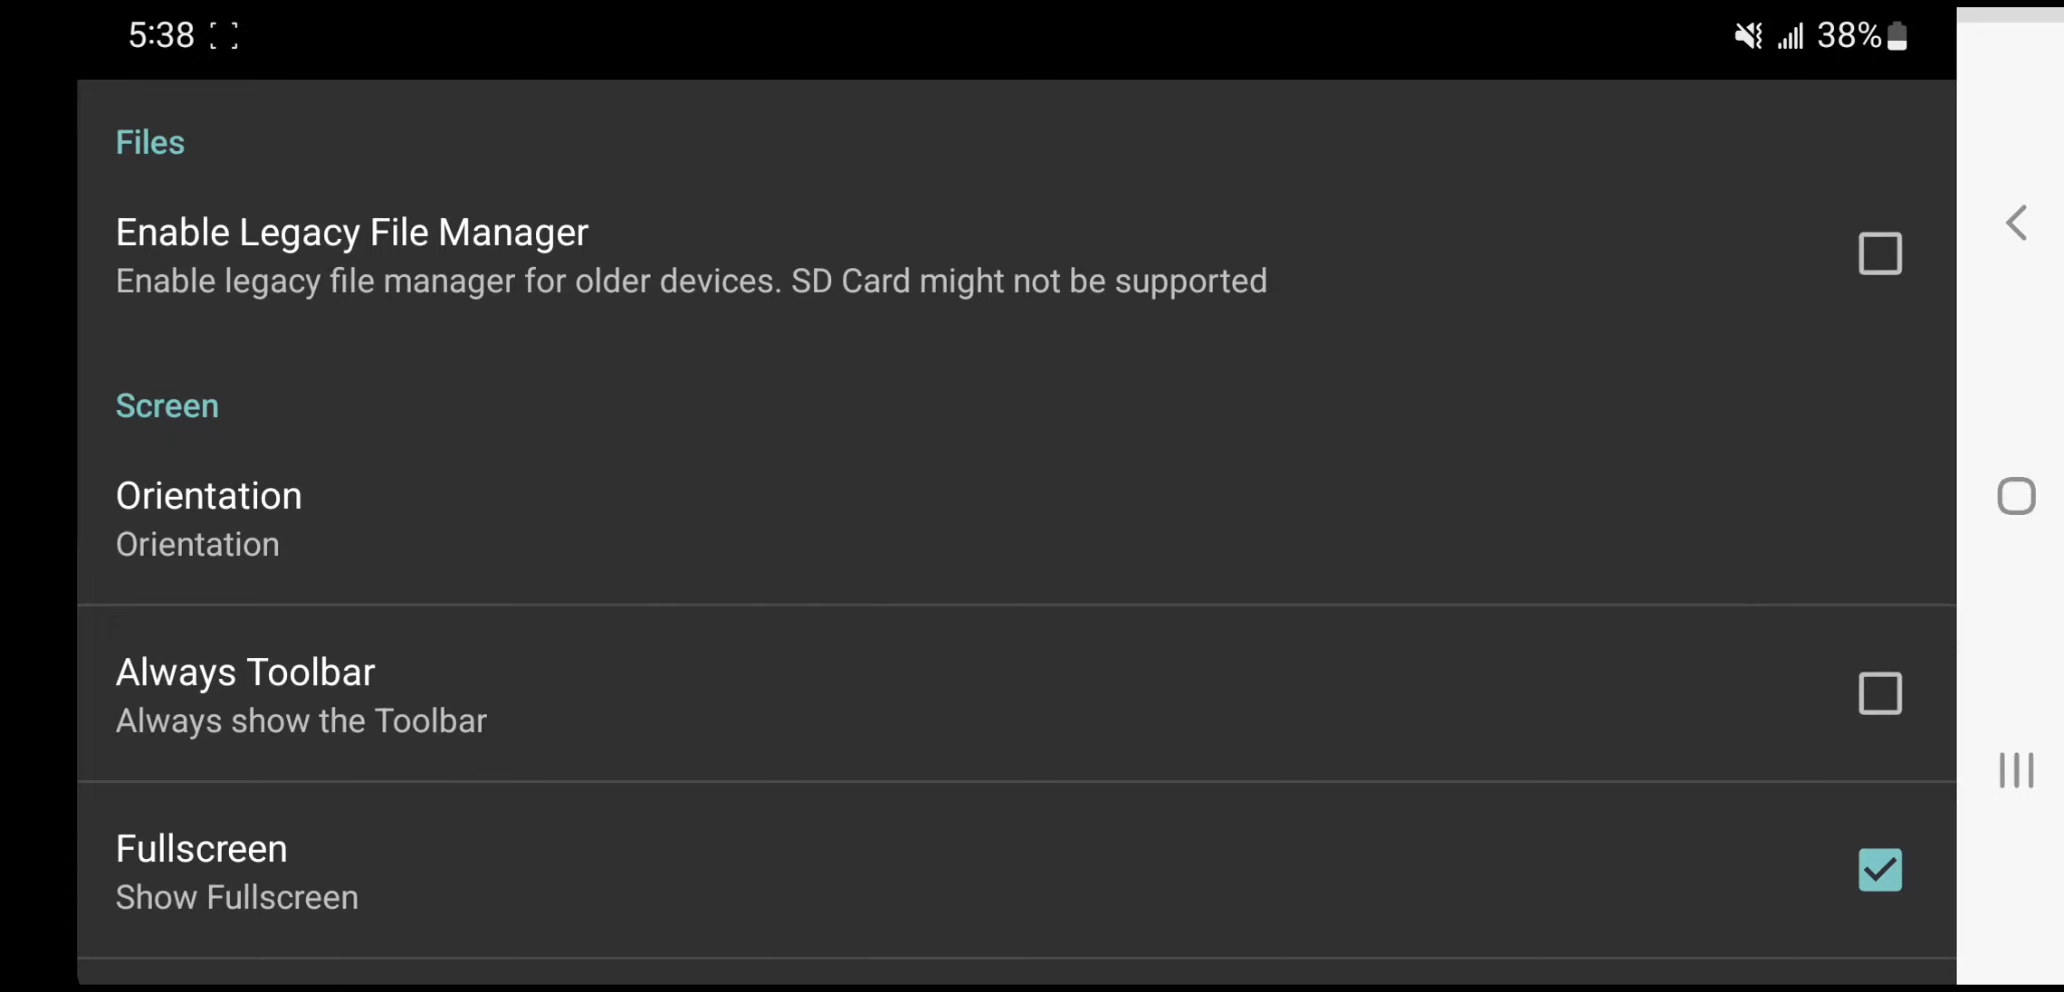 5:38 38%
Files
Enable Legacy File Manager
Enable legacy file manager for older devices. SD Card might not be supported
Screen
Orientation
Orientation
Always Toolbar
Always show the Toolbar
Fullscreen
Show Fullscreen